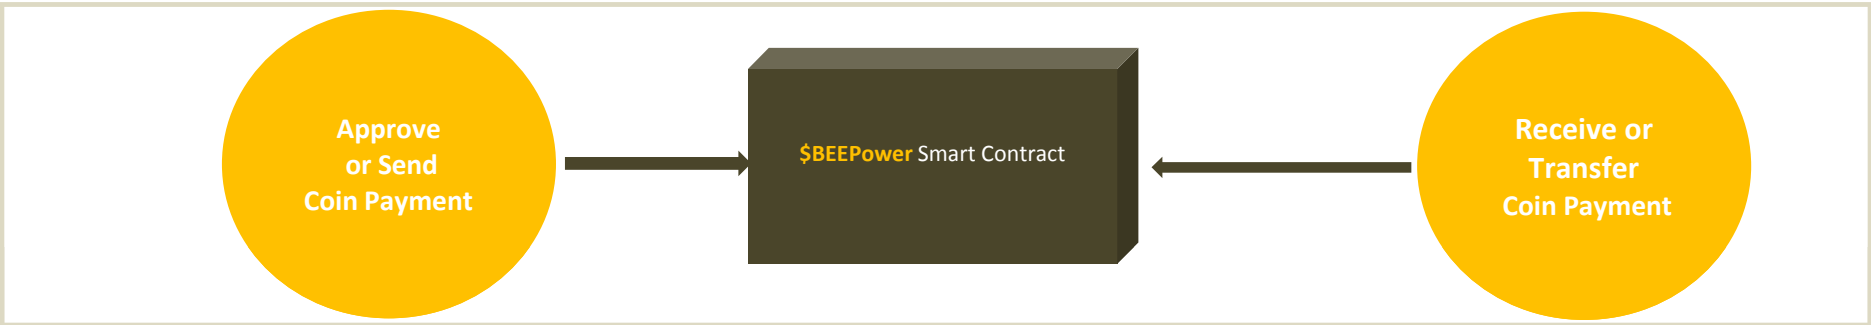 Approve
or Send
Coin Payment
$BEEPower Smart Contract
Receive or
Transfer
Coin Payment